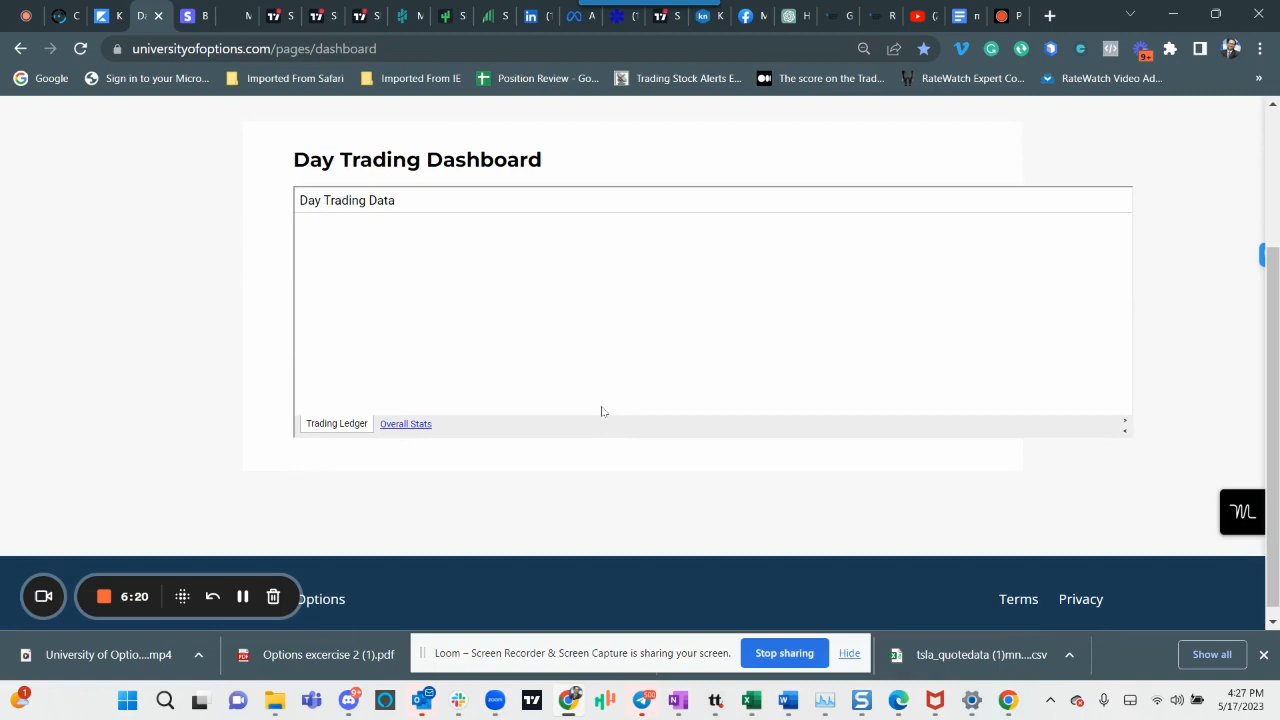 universityofoptions.com/pages/dashboard
Google
Sign in to your Micro...
Imported From Safari
Imported From IE
Position Review - Go...
Trading Stock Alerts E...
The score on the Trad...
RateWatch Expert Co...
RateWatch Video Ad...
»
Day Trading Dashboard
Day Trading Data
Trading Ledger Overall Stats
6:20
Options
Terms Privacy
University of Optio....mp4
Options excercise 2 (1).pdf
Loom – Screen Recorder & Screen Capture is sharing your screen.
Stop sharing
Hide
tsla_quotedata (1)mn....csv
Show all
4:27 PM
5/17/2023